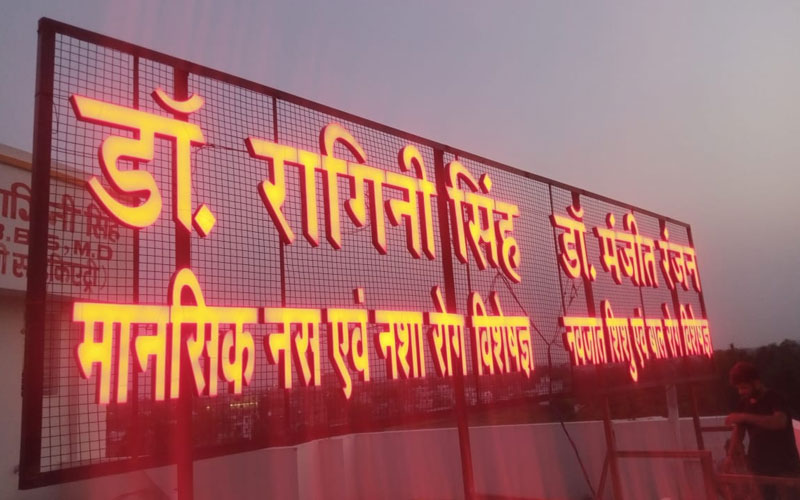 डॉ. रागिनी सिंह
मानसिक नस एवं नशा रोग विशेषज्ञ
डॉ. मंजीत रंजन
नवजात शिशु एवं बाल रोग विशेषज्ञ
सिंह
M.D